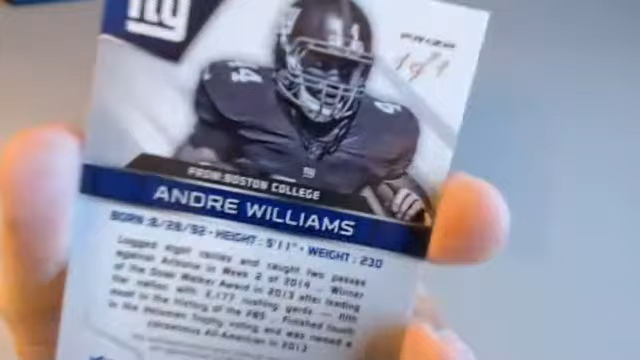 ny
PRIZM
1 of 1
44
4
FROM BOSTON COLLEGE
ANDRE WILLIAMS
BORN: 8/28/92 • HEIGHT: 5'11" • WEIGHT: 230
Logged eight carries and caught two passes
against Arizona in Week 2 of 2014 – Winner
of the Doak Walker Award in 2013 after leading
the nation with 2,177 rushing yards — fifth
most in the history of the FBS – Finished fourth
in the Heisman Trophy voting and was named a
consensus All-American in 2013